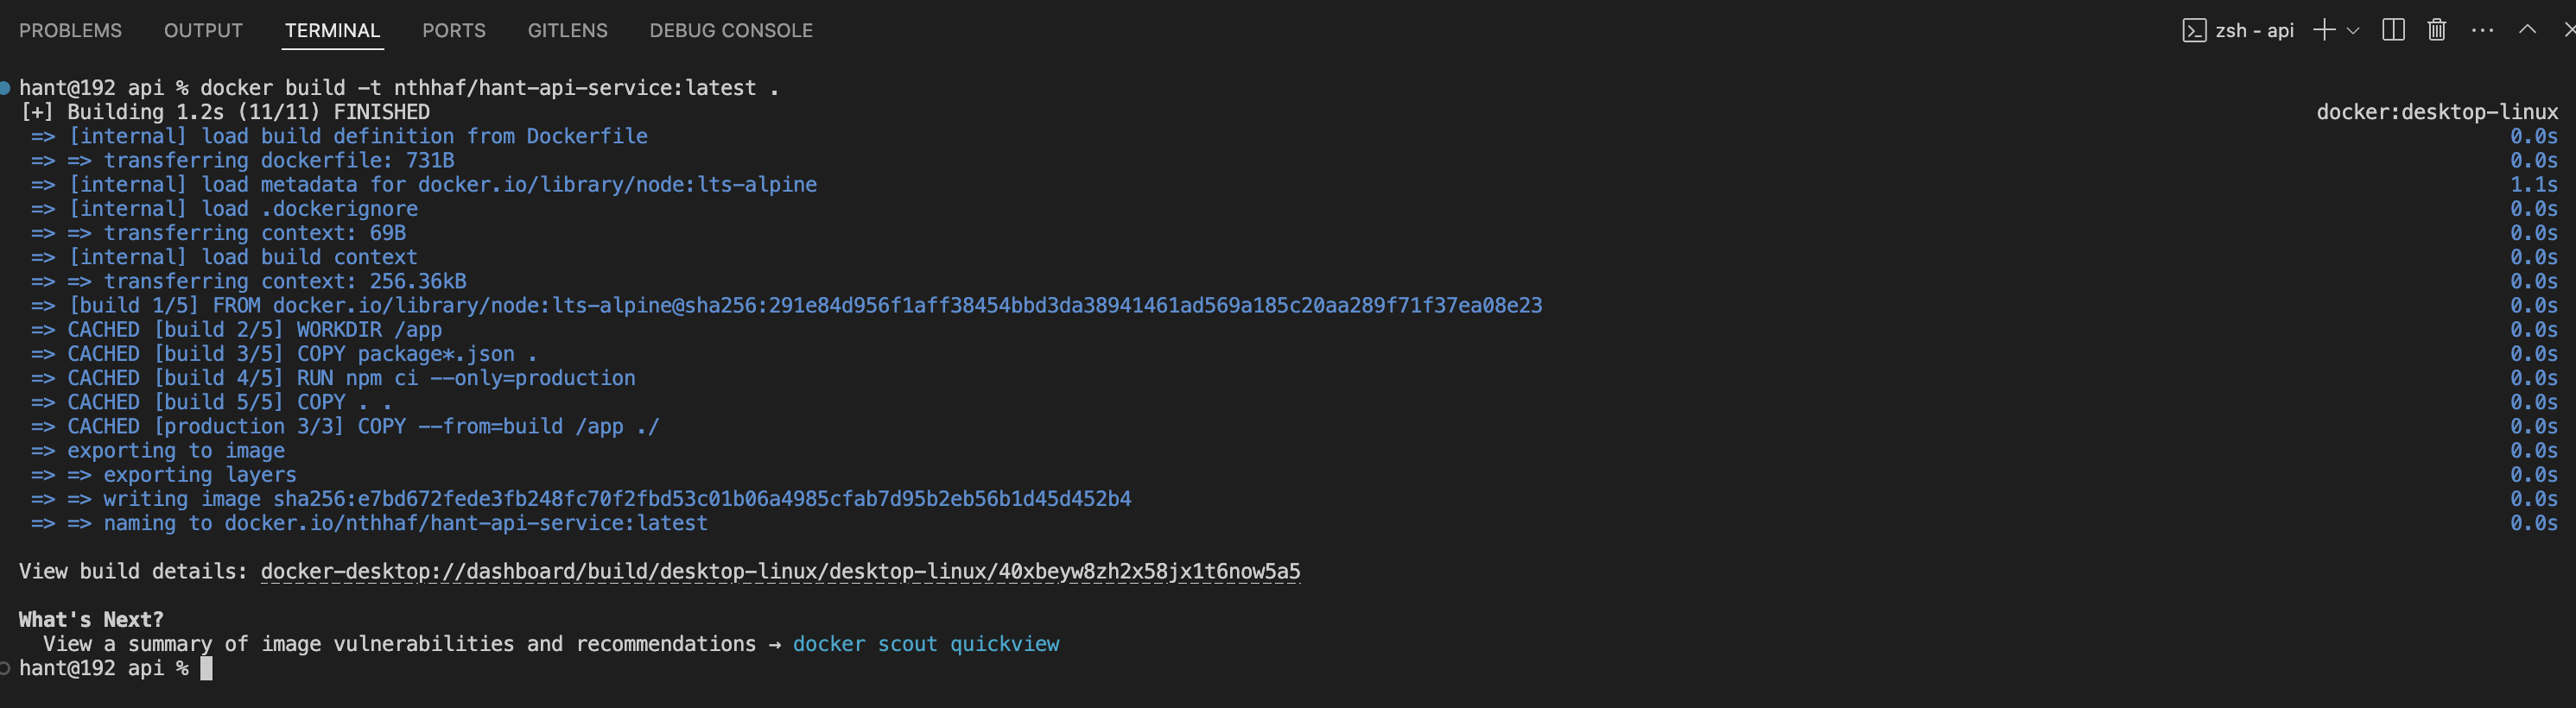 PROBLEMS OUTPUT TERMINAL PORTS GITLENS DEBUG CONSOLE zsh - api
hant@192 api % docker build -t nthhaf/hant-api-service:latest .
[+] Building 1.2s (11/11) FINISHED docker:desktop-linux
=> [internal] load build definition from Dockerfile 0.0s
=> => transferring dockerfile: 731B 0.0s
=> [internal] load metadata for docker.io/library/node:lts-alpine 1.1s
=> [internal] load .dockerignore 0.0s
=> => transferring context: 69B 0.0s
=> [internal] load build context 0.0s
=> => transferring context: 256.36kB 0.0s
=> [build 1/5] FROM docker.io/library/node:lts-alpine@sha256:291e84d956f1aff38454bbd3da38941461ad569a185c20aa289f71f37ea08e23 0.0s
=> CACHED [build 2/5] WORKDIR /app 0.0s
=> CACHED [build 3/5] COPY package*.json . 0.0s
=> CACHED [build 4/5] RUN npm ci --only=production 0.0s
=> CACHED [build 5/5] COPY . . 0.0s
=> CACHED [production 3/3] COPY --from=build /app ./ 0.0s
=> exporting to image 0.0s
=> => exporting layers 0.0s
=> => writing image sha256:e7bd672fede3fb248fc70f2fbd53c01b06a4985cfab7d95b2eb56b1d45d452b4 0.0s
=> => naming to docker.io/nthhaf/hant-api-service:latest 0.0s
View build details: docker-desktop://dashboard/build/desktop-linux/desktop-linux/40xbeyw8zh2x58jx1t6now5a5
What's Next?
View a summary of image vulnerabilities and recommendations → docker scout quickview
hant@192 api %